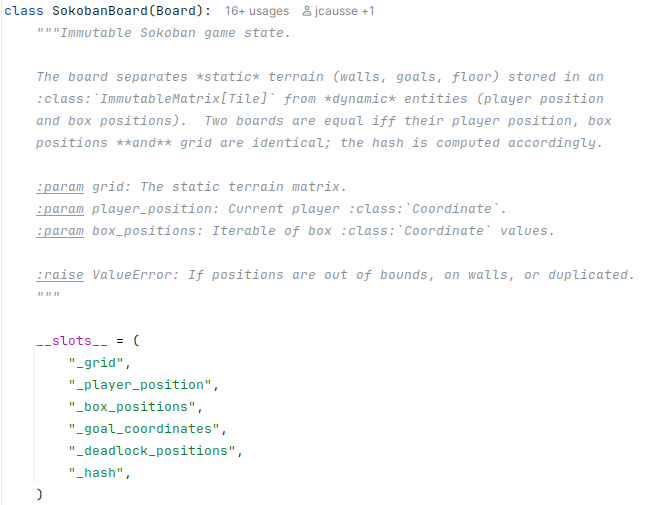 class SokobanBoard(Board): 16+ usages jcausse +1
"""Immutable Sokoban game state.
The board separates *static* terrain (walls, goals, floor) stored in an
:class:`ImmutableMatrix[Tile]` from *dynamic* entities (player position
and box positions).  Two boards are equal iff their player position, box
positions **and** grid are identical; the hash is computed accordingly.
:param grid: The static terrain matrix.
:param player_position: Current player :class:`Coordinate`.
:param box_positions: Iterable of box :class:`Coordinate` values.
:raise ValueError: If positions are out of bounds, on walls, or duplicated.
"""
__slots__ = (
"_grid",
"_player_position",
"_box_positions",
"_goal_coordinates",
"_deadlock_positions",
"_hash",
)